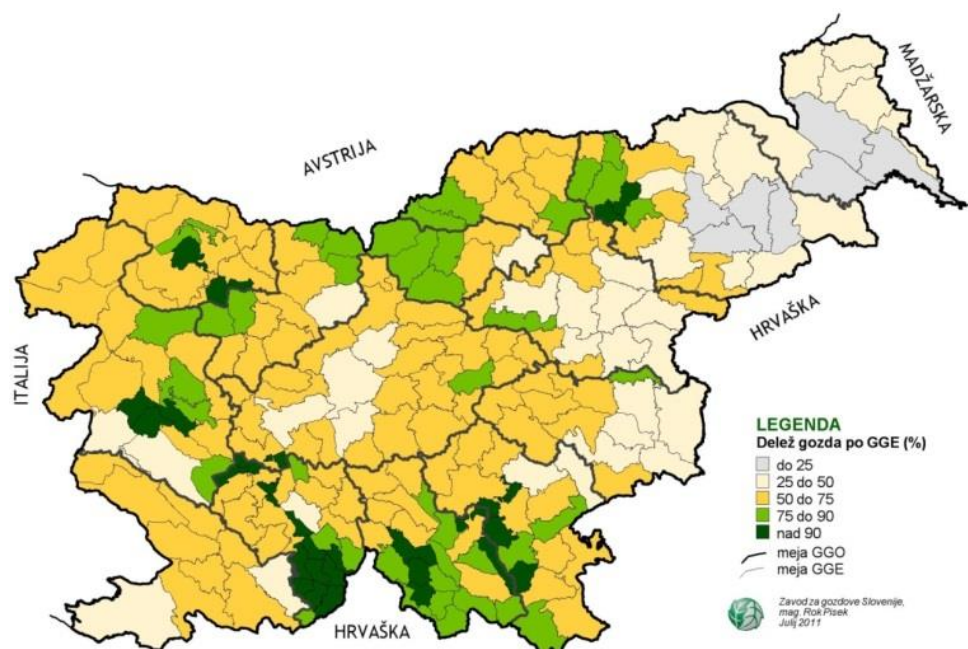 MADŽARSKA
AVSTRIJA
ITALIJA
HRVAŠKA
HRVAŠKA
LEGENDA
Delež gozda po GGE (%)
do 25
25 do 50
50 do 75
75 do 90
nad 90
meja GGO
meja GGE
Zavod za gozdove Slovenije,
mag. Rok Pisek
Julij 2011